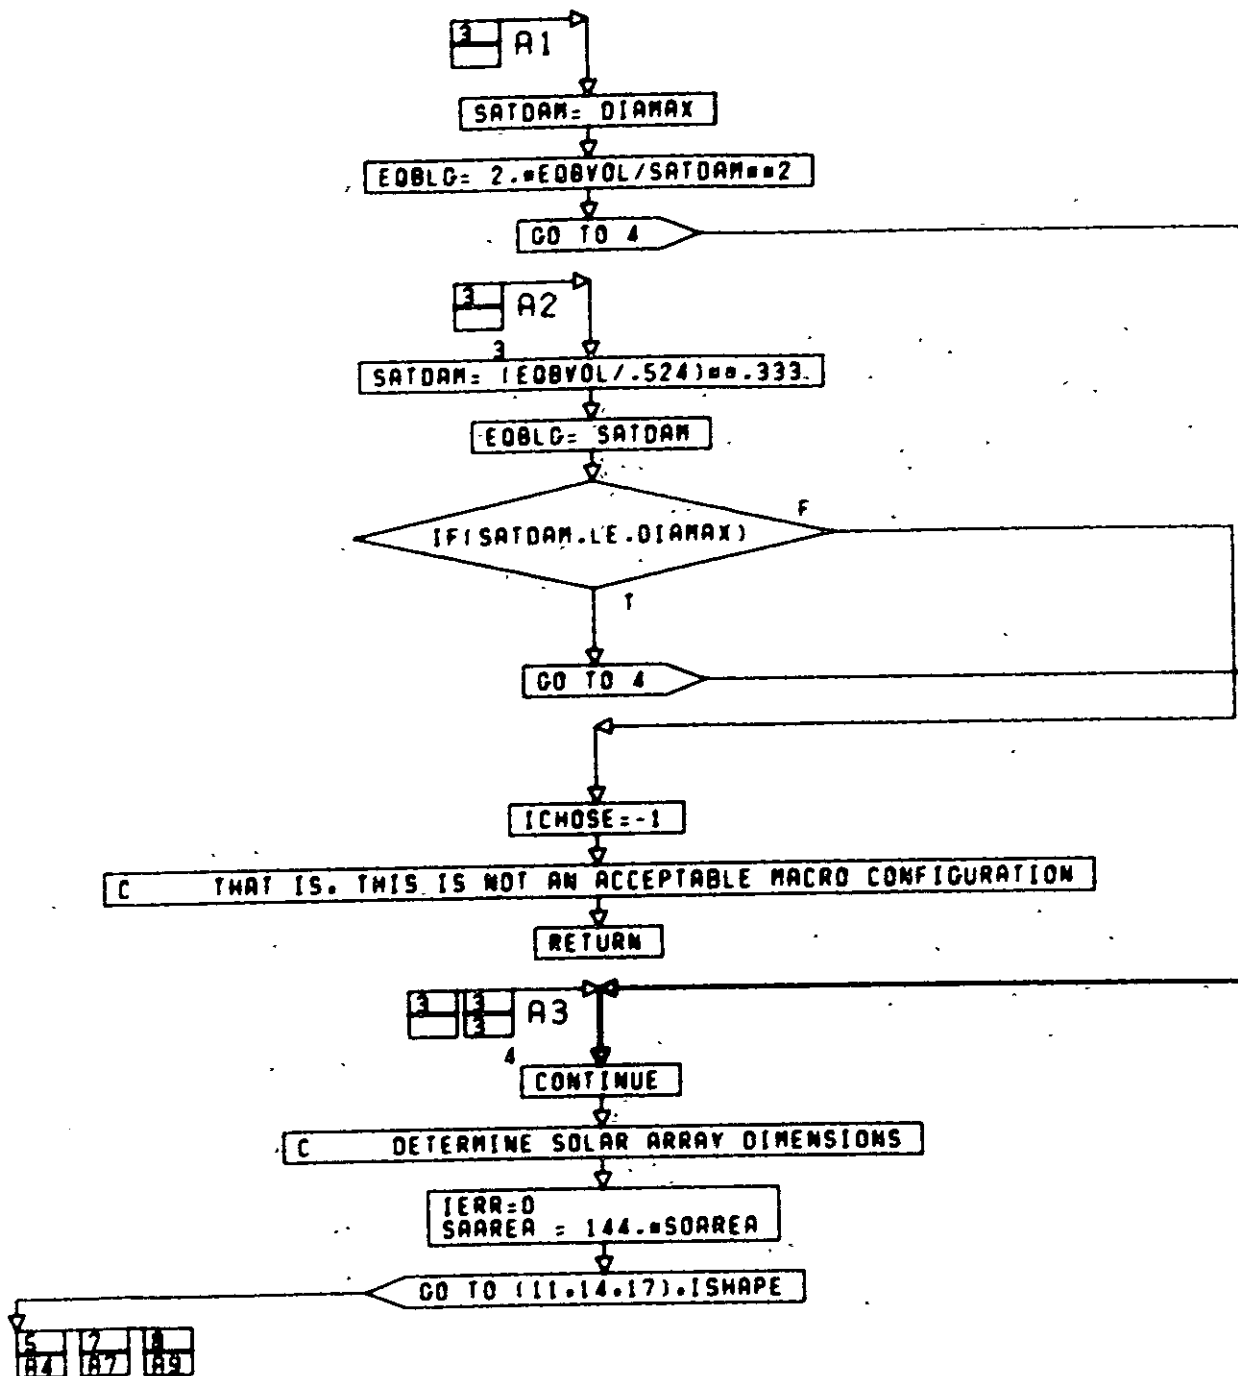 3
A1
SATDAM= DIAMAX
EQBLG= 2.*EQBVOL/SATDAM**2
GO TO 4
3
A2
3
SATDAM= (EQBVOL/.524)**.333
EQBLG= SATDAM
IF(SATDAM.LE.DIAMAX)
F
T
GO TO 4
ICHOSE=-1
C THAT IS. THIS IS NOT AN ACCEPTABLE MACRO CONFIGURATION
RETURN
3 3
3
A3
4
CONTINUE
C DETERMINE SOLAR ARRAY DIMENSIONS
IERR=0
SAAREA = 144.*SOAREA
GO TO (11.14.17).ISHAPE
5 7 8
A4 A7 A9